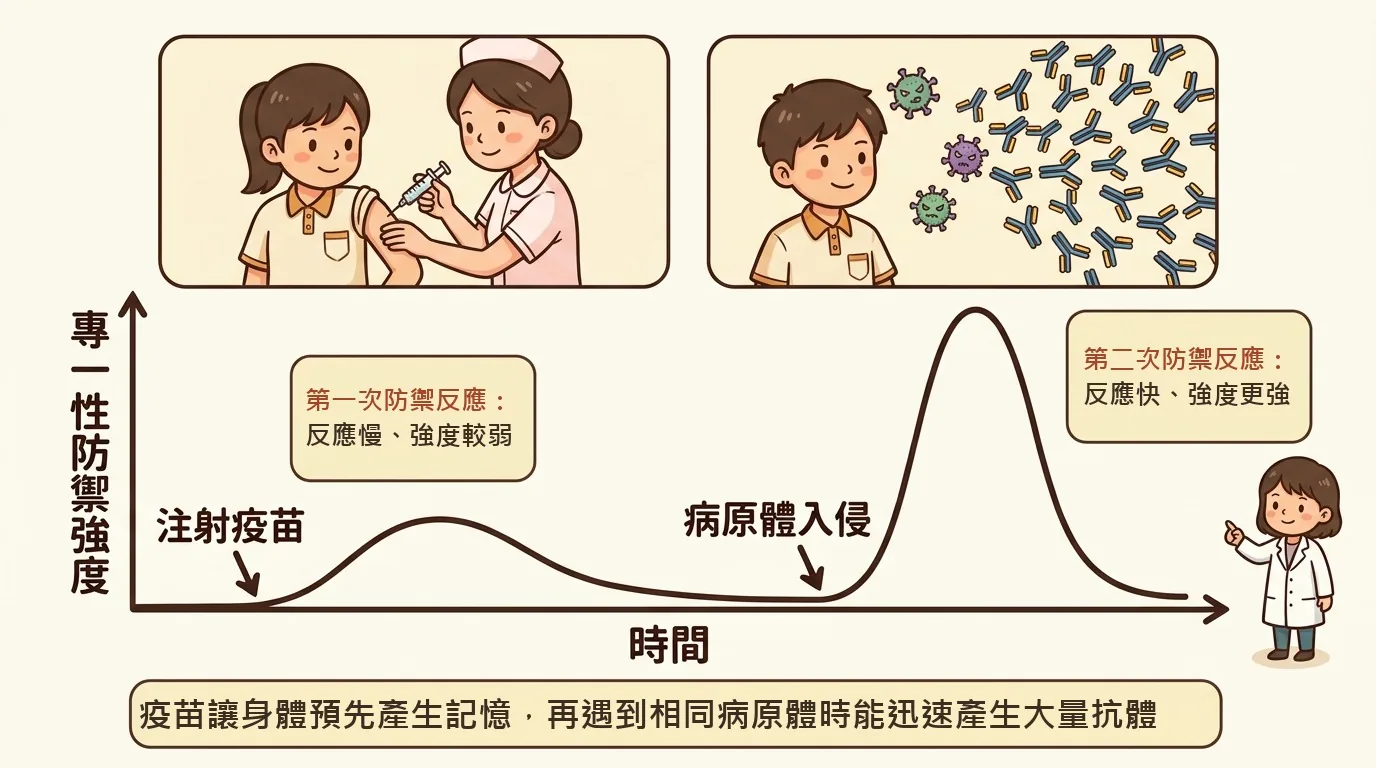 專一性防禦強度
第一次防禦反應：
反應慢、強度較弱
第二次防禦反應：
反應快、強度更強
注射疫苗
病原體入侵
時間
疫苗讓身體預先產生記憶，再遇到相同病原體時能迅速產生大量抗體